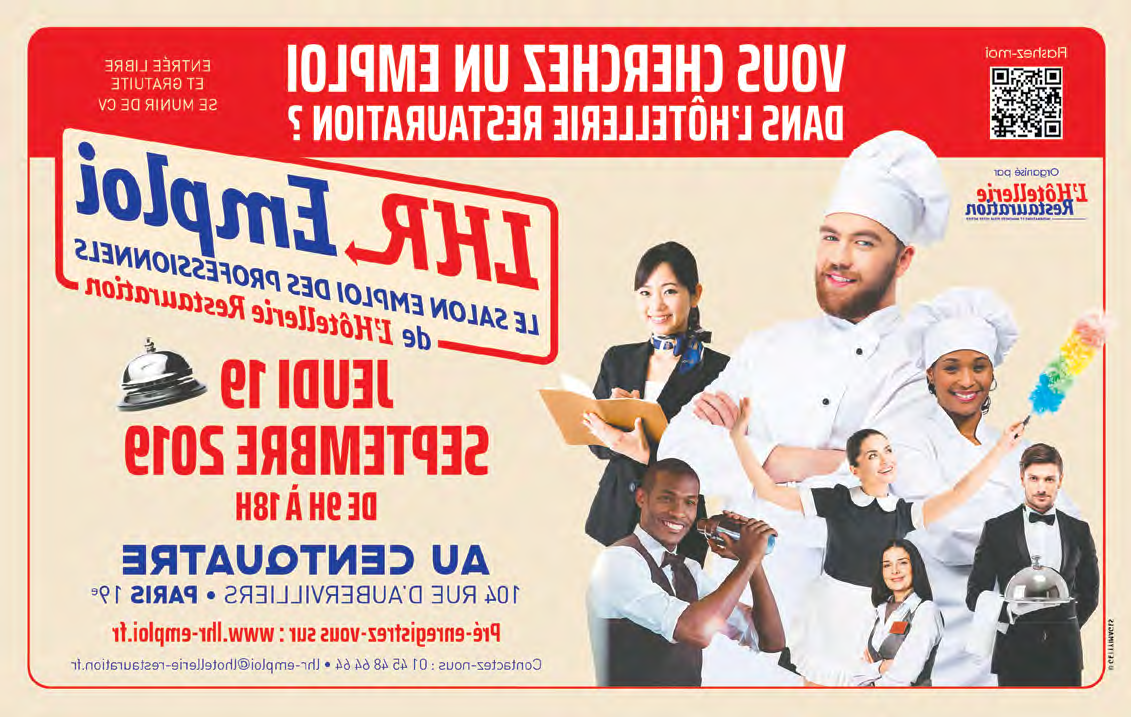 Flashez-moi
VOUS CHERCHEZ UN EMPLOI
DANS L'HÔTELLERIE RESTAURATION ?
ENTRÉE LIBRE
ET GRATUITE
SE MUNIR DE CV
Organisé par
L'Hôtellerie
Restauration
LHR Emploi
LE SALON EMPLOI DES PROFESSIONNELS
de L'Hôtellerie Restauration
JEUDI 19
SEPTEMBRE 2019
DE 9H À 18H
AU CENTQUATRE
104 RUE D'AUBERVILLIERS • PARIS 19e
Pré-enregistrez-vous sur : www.lhr-emploi.fr
Contactez-nous : 01 45 48 64 64 • lhr-emploi@lhotellerie-restauration.fr
© GETTYIMAGES